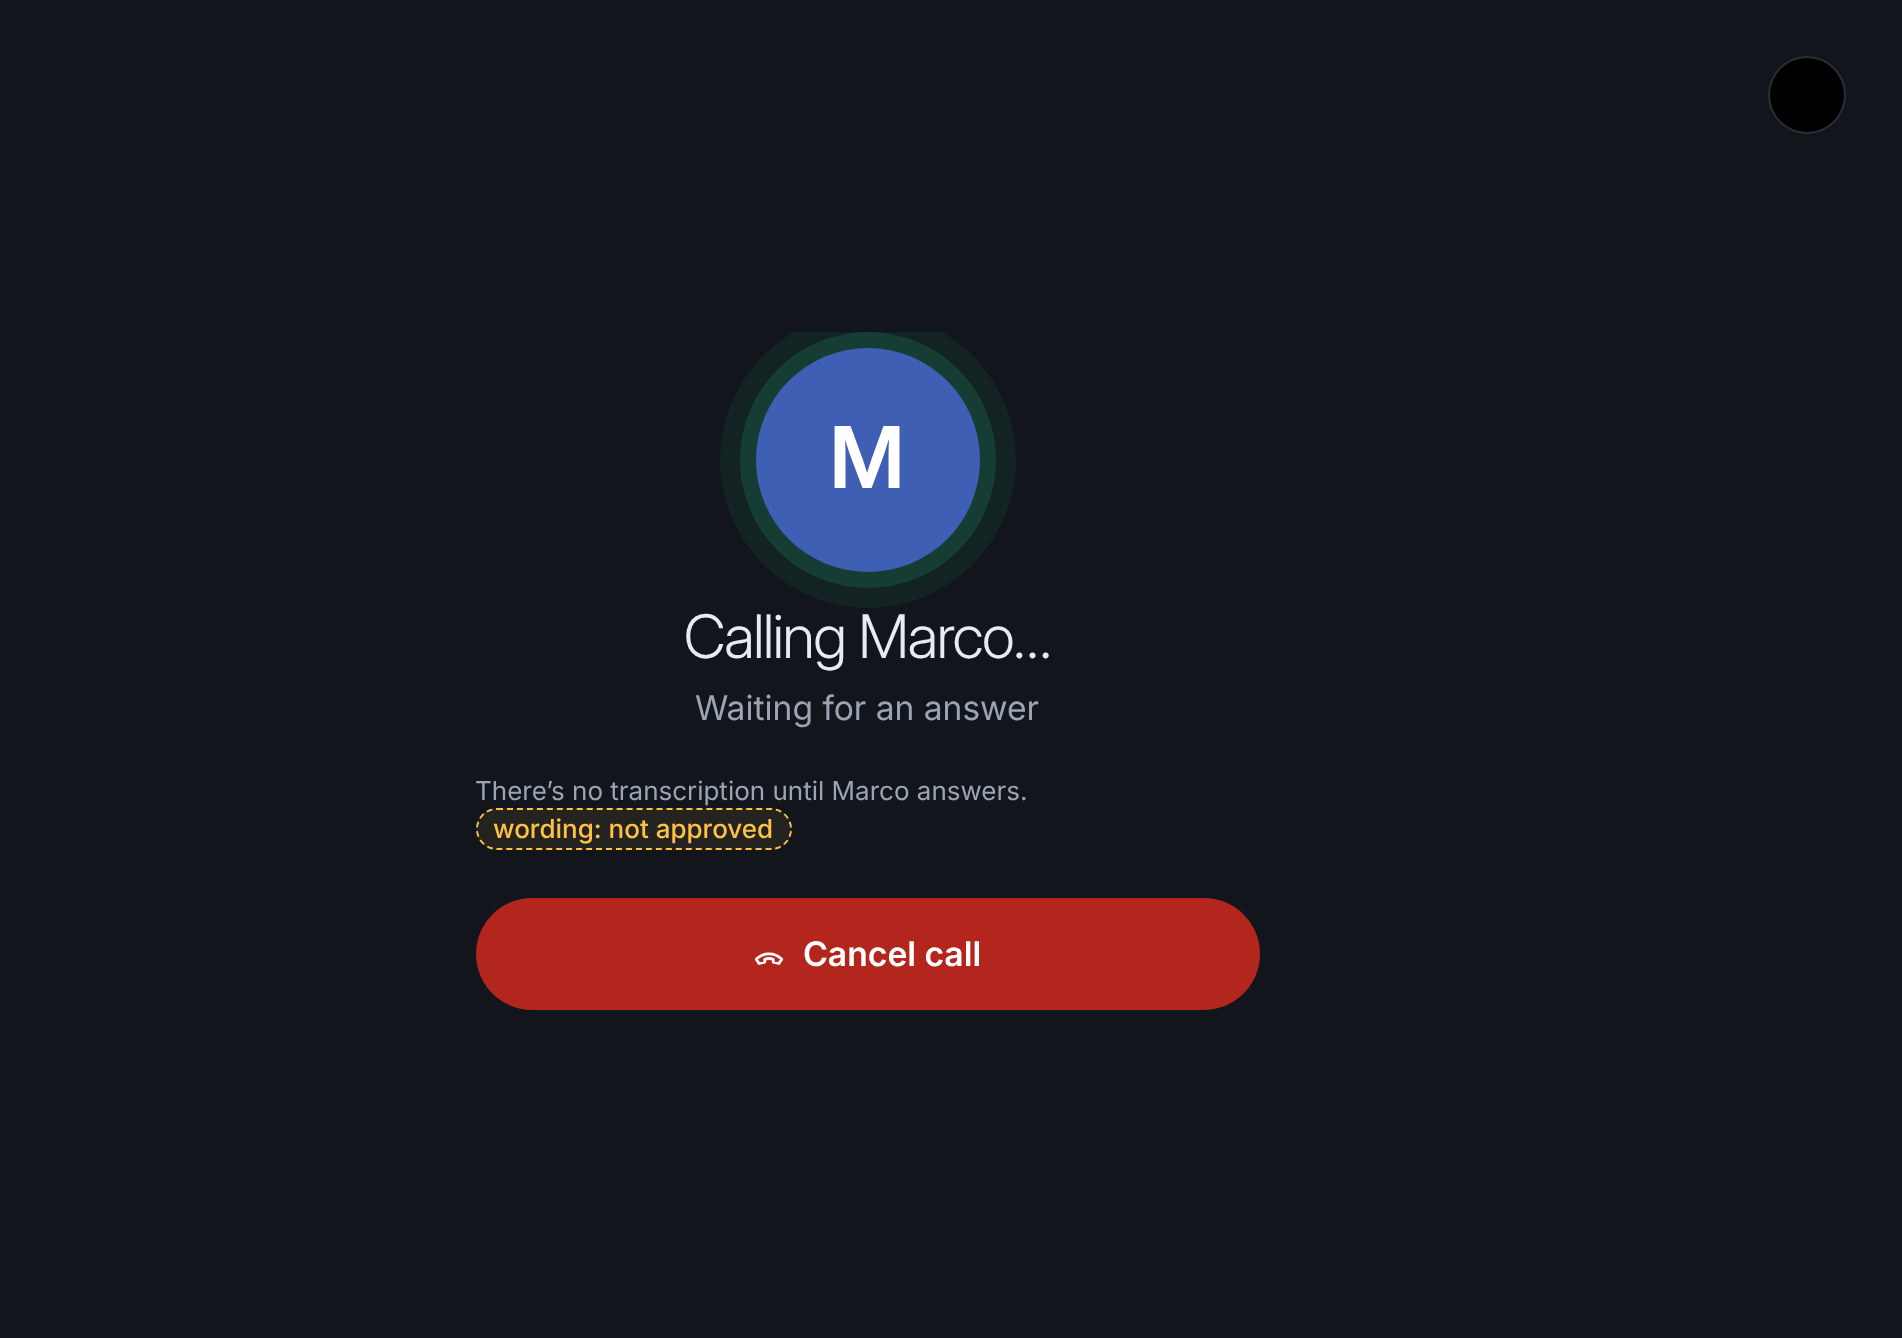 M
Calling Marco...
Waiting for an answer
There’s no transcription until Marco answers.
wording: not approved
Cancel call